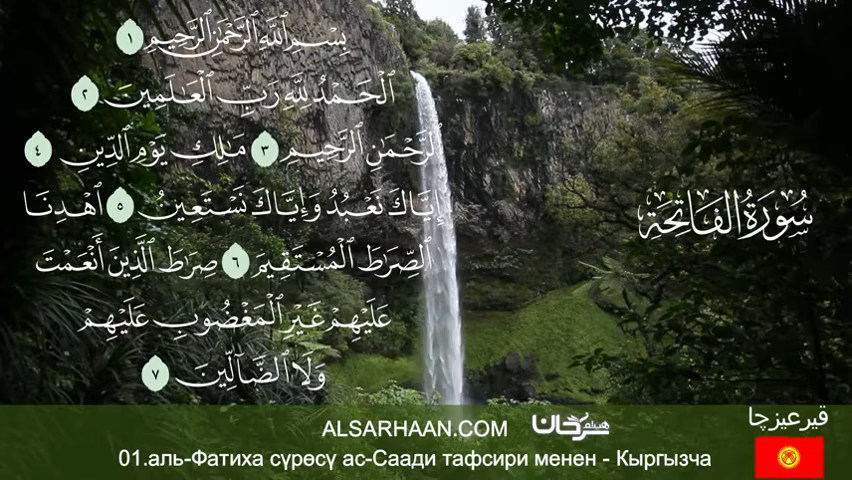 بِسْمِ ٱللَّهِ ٱلرَّحْمَٰنِ ٱلرَّحِيمِ ١
ٱلْحَمْدُ لِلَّهِ رَبِّ ٱلْعَٰلَمِينَ ٢
ٱلرَّحْمَٰنِ ٱلرَّحِيمِ ٣ مَٰلِكِ يَوْمِ ٱلدِّينِ ٤
إِيَّاكَ نَعْبُدُ وَإِيَّاكَ نَسْتَعِينُ ٥ ٱهْدِنَا
ٱلصِّرَٰطَ ٱلْمُسْتَقِيمَ ٦ صِرَٰطَ ٱلَّذِينَ أَنْعَمْتَ
عَلَيْهِمْ غَيْرِ ٱلْمَغْضُوبِ عَلَيْهِمْ
وَلَا ٱلضَّآلِّينَ ٧
سُورَةُ الفَاتِحَةِ
قيرعيزچا
ALSARHAAN.COM
سرحان
01.аль-Фатиха сүрөсү ас-Саади тафсири менен - Кыргызча